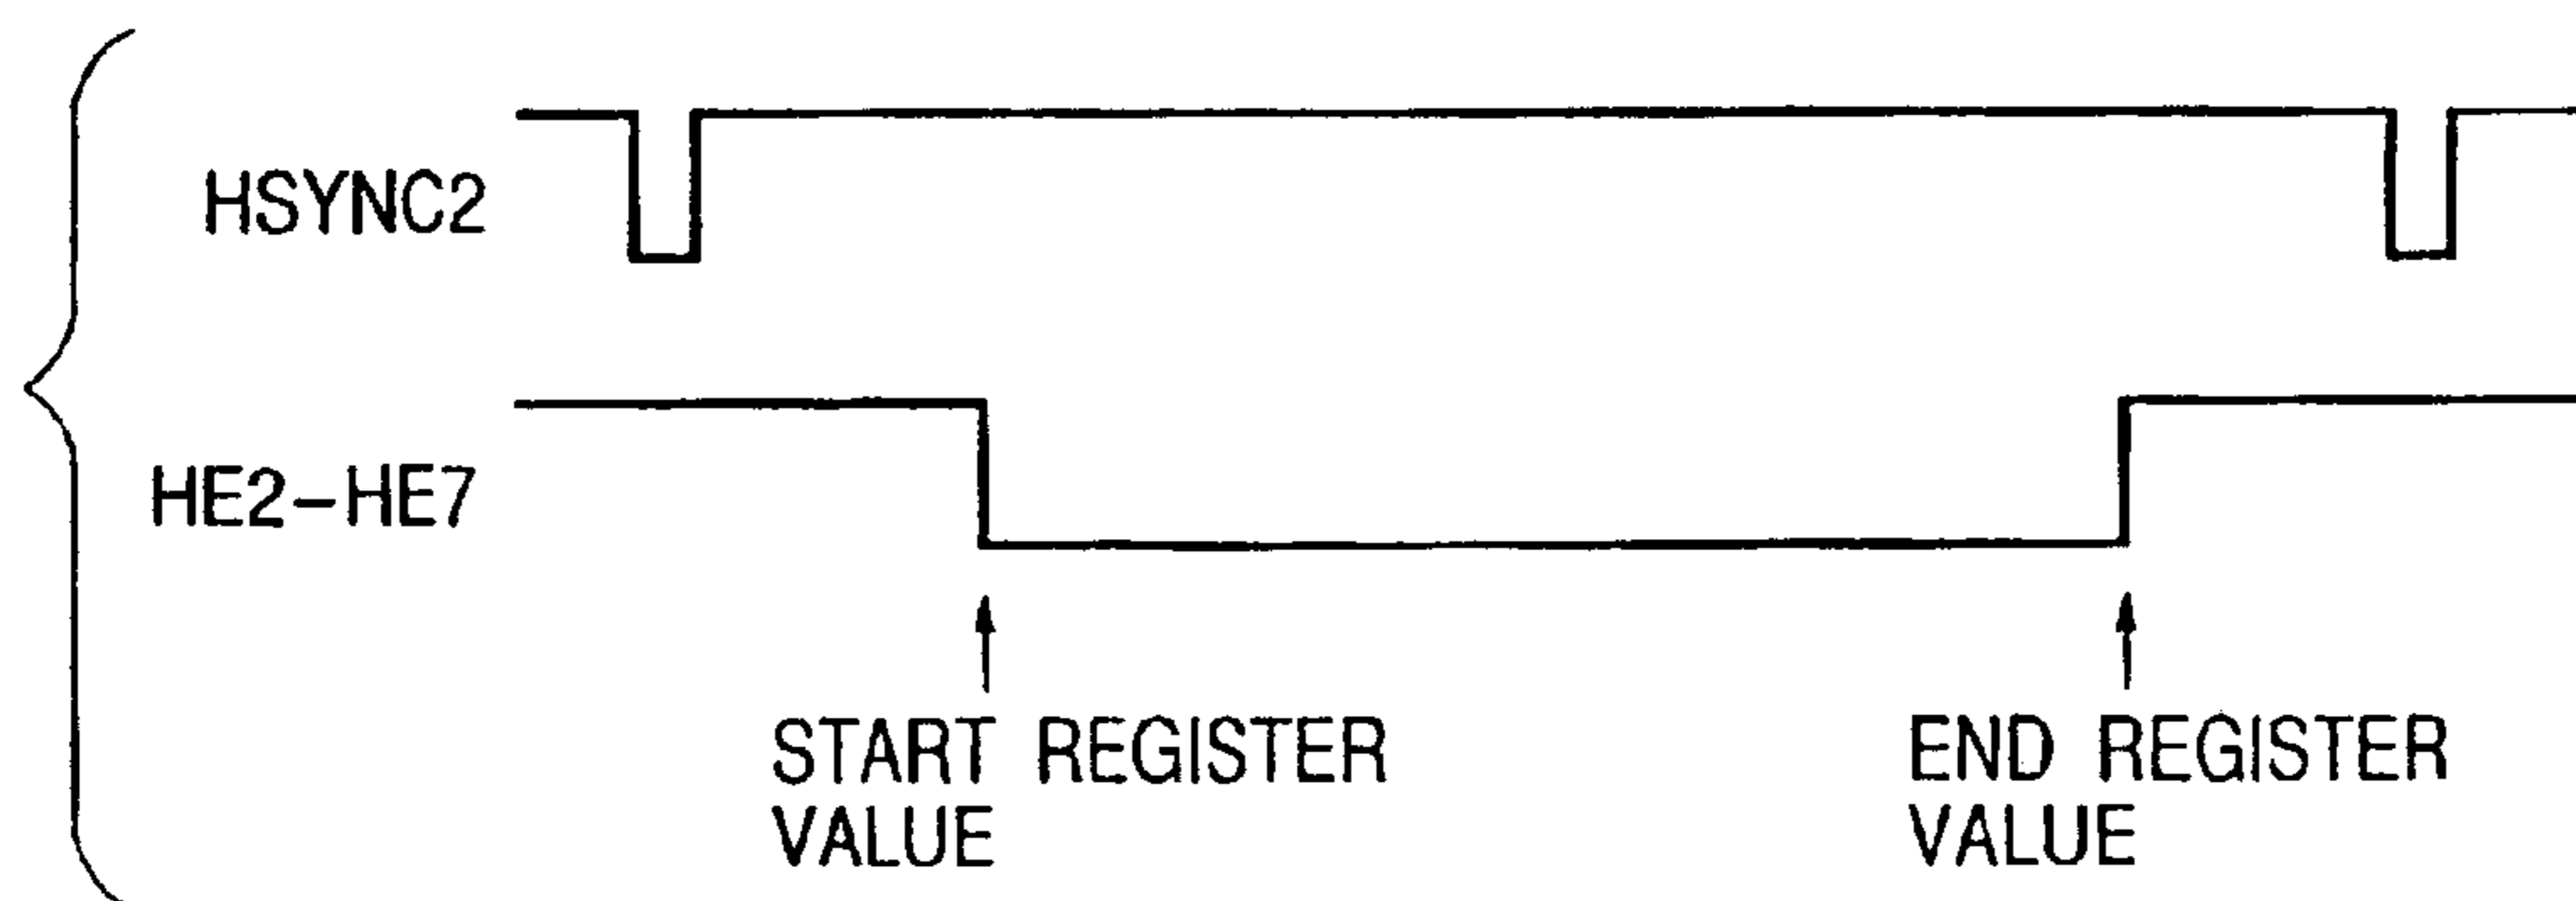 HSYNC2
HE2-HE7
START REGISTER
VALUE
END REGISTER
VALUE